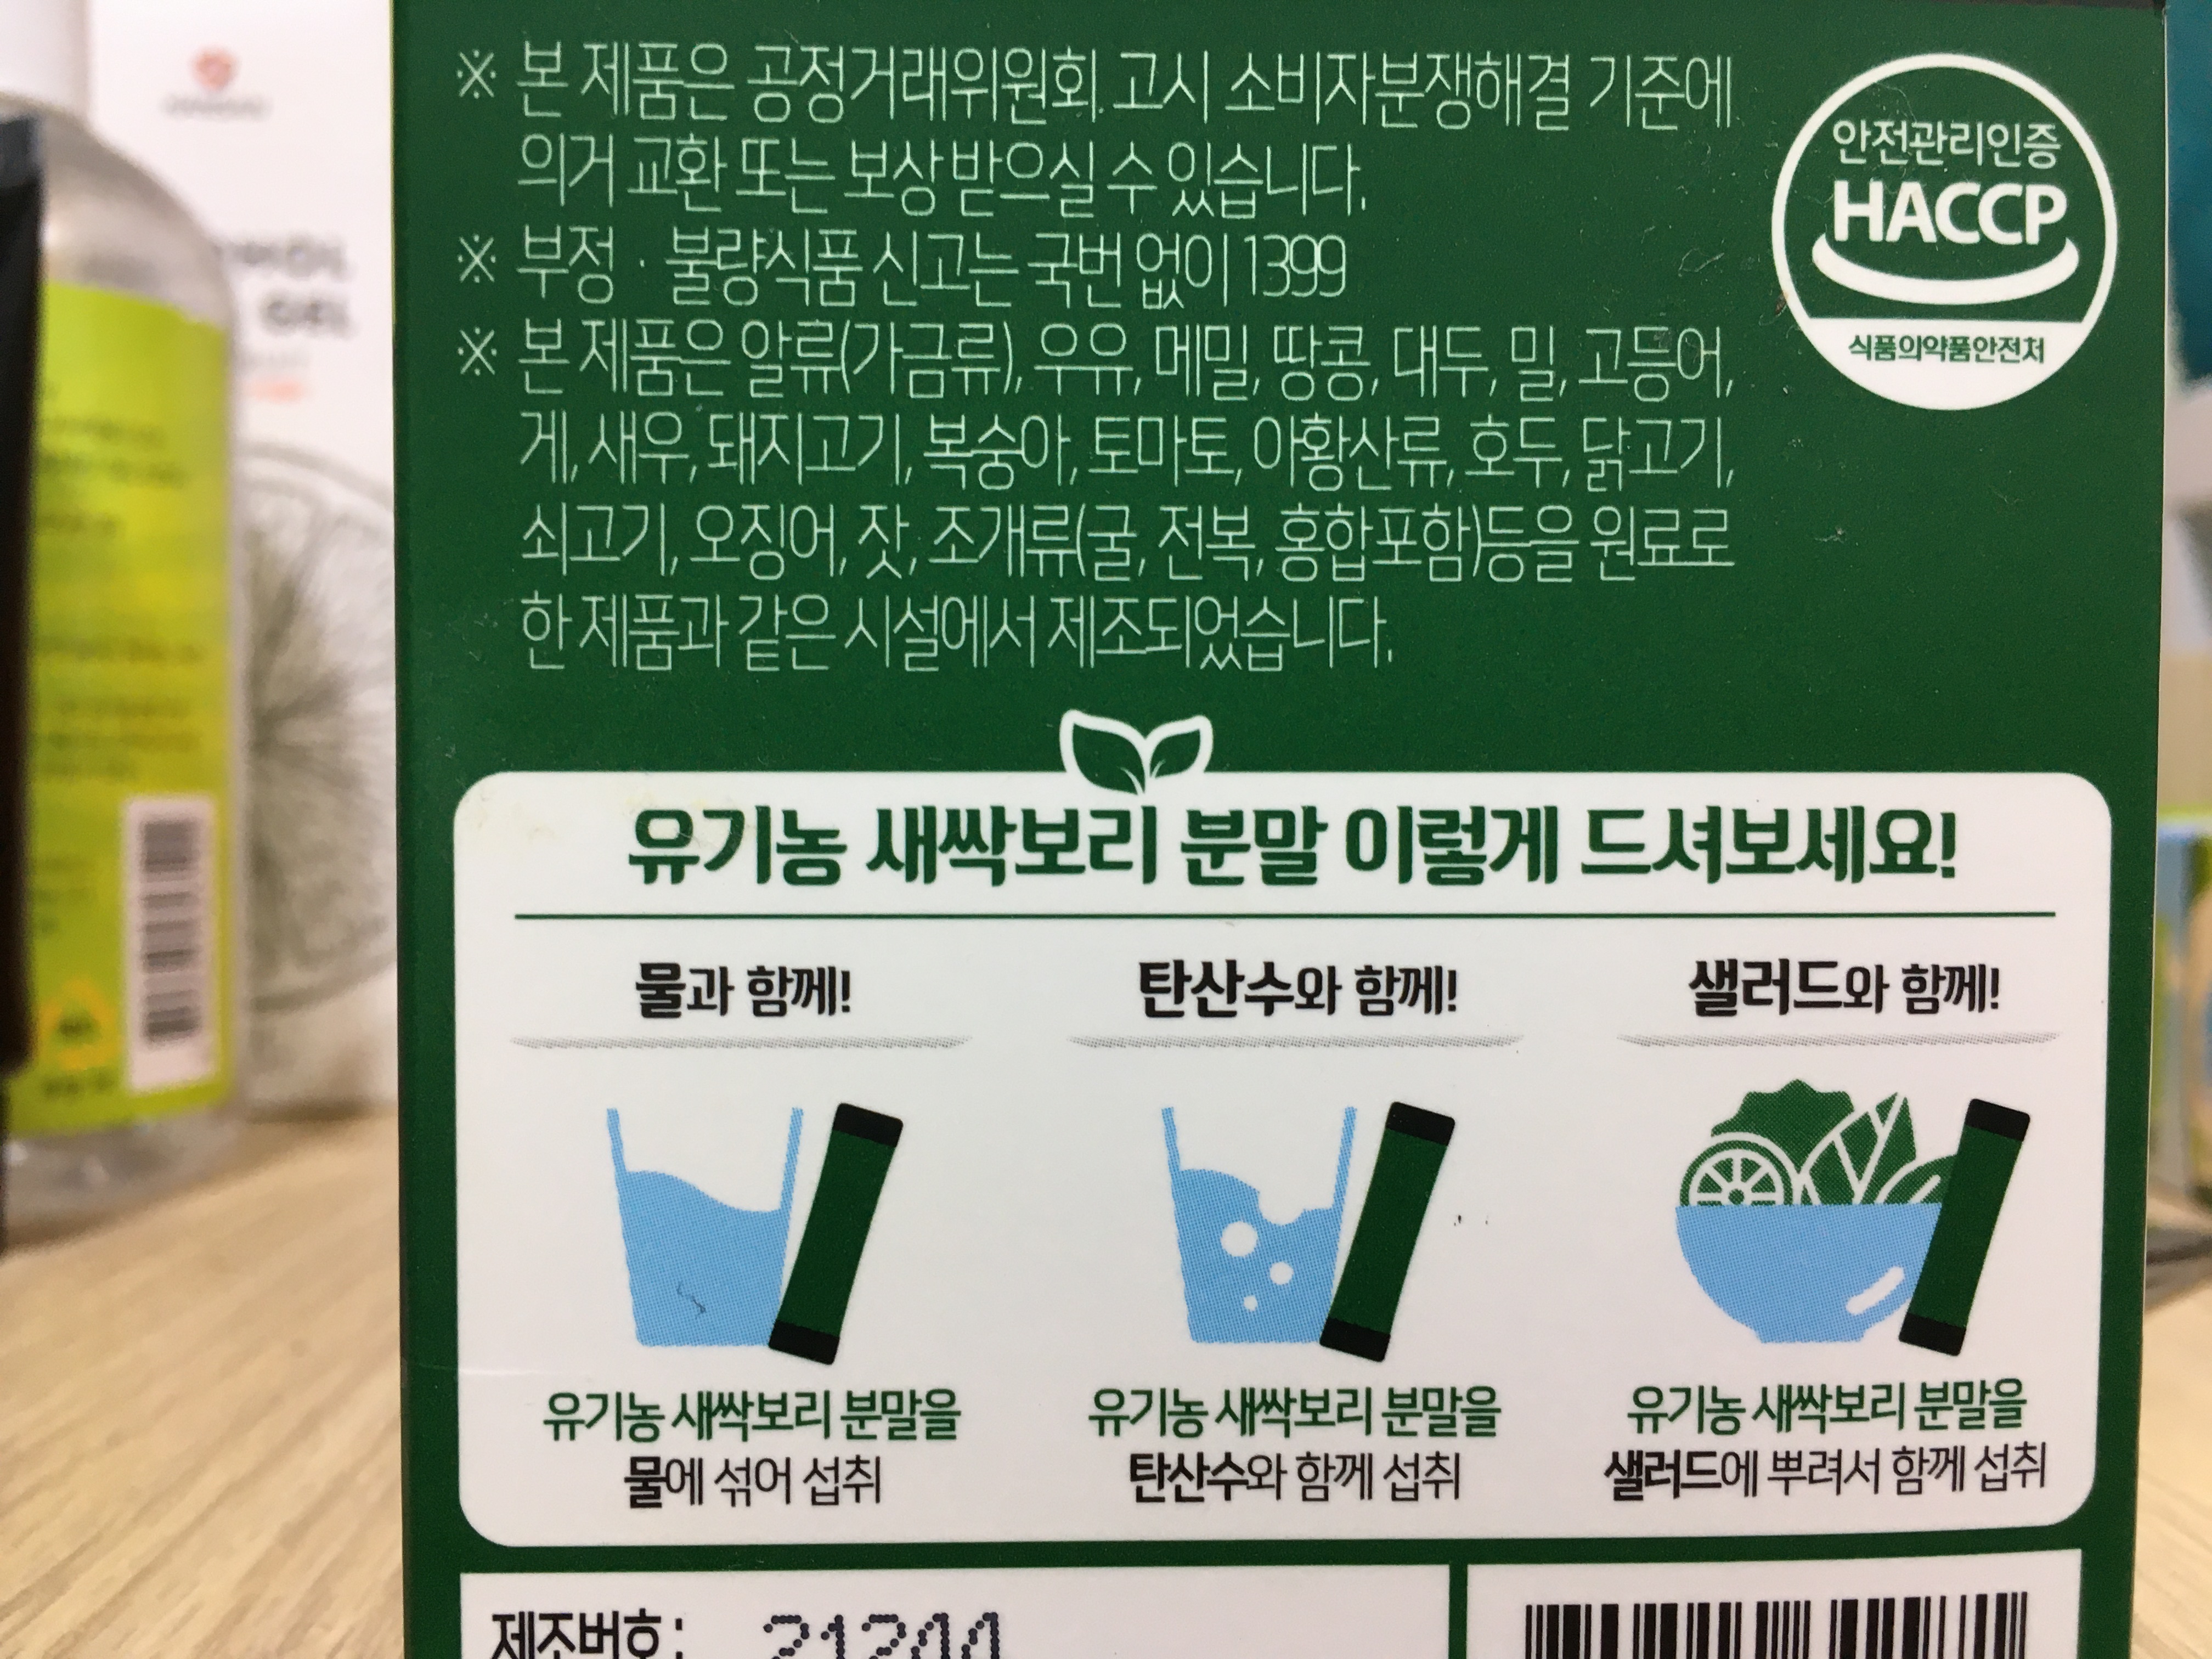 ※ 본 제품은 공정거래위원회 고시 소비자분쟁해결 기준에
의거 교환 또는 보상 받으실 수 있습니다.
※ 부정 · 불량식품 신고는 국번 없이 1399
※ 본 제품은 알류(가금류), 우유, 메밀, 땅콩, 대두, 밀, 고등어,
게, 새우, 돼지고기, 복숭아, 토마토, 아황산류, 호두, 닭고기,
쇠고기, 오징어, 잣, 조개류(굴, 전복, 홍합포함)등을 원료로
한 제품과 같은 시설에서 제조되었습니다.
안전관리인증
HACCP
식품의약품안전처
유기농 새싹보리 분말 이렇게 드셔보세요!
물과 함께!
유기농 새싹보리 분말을
물에 섞어 섭취
탄산수와 함께!
유기농 새싹보리 분말을
탄산수와 함께 섭취
샐러드와 함께!
유기농 새싹보리 분말을
샐러드에 뿌려서 함께 섭취
제조번호 :
GEL